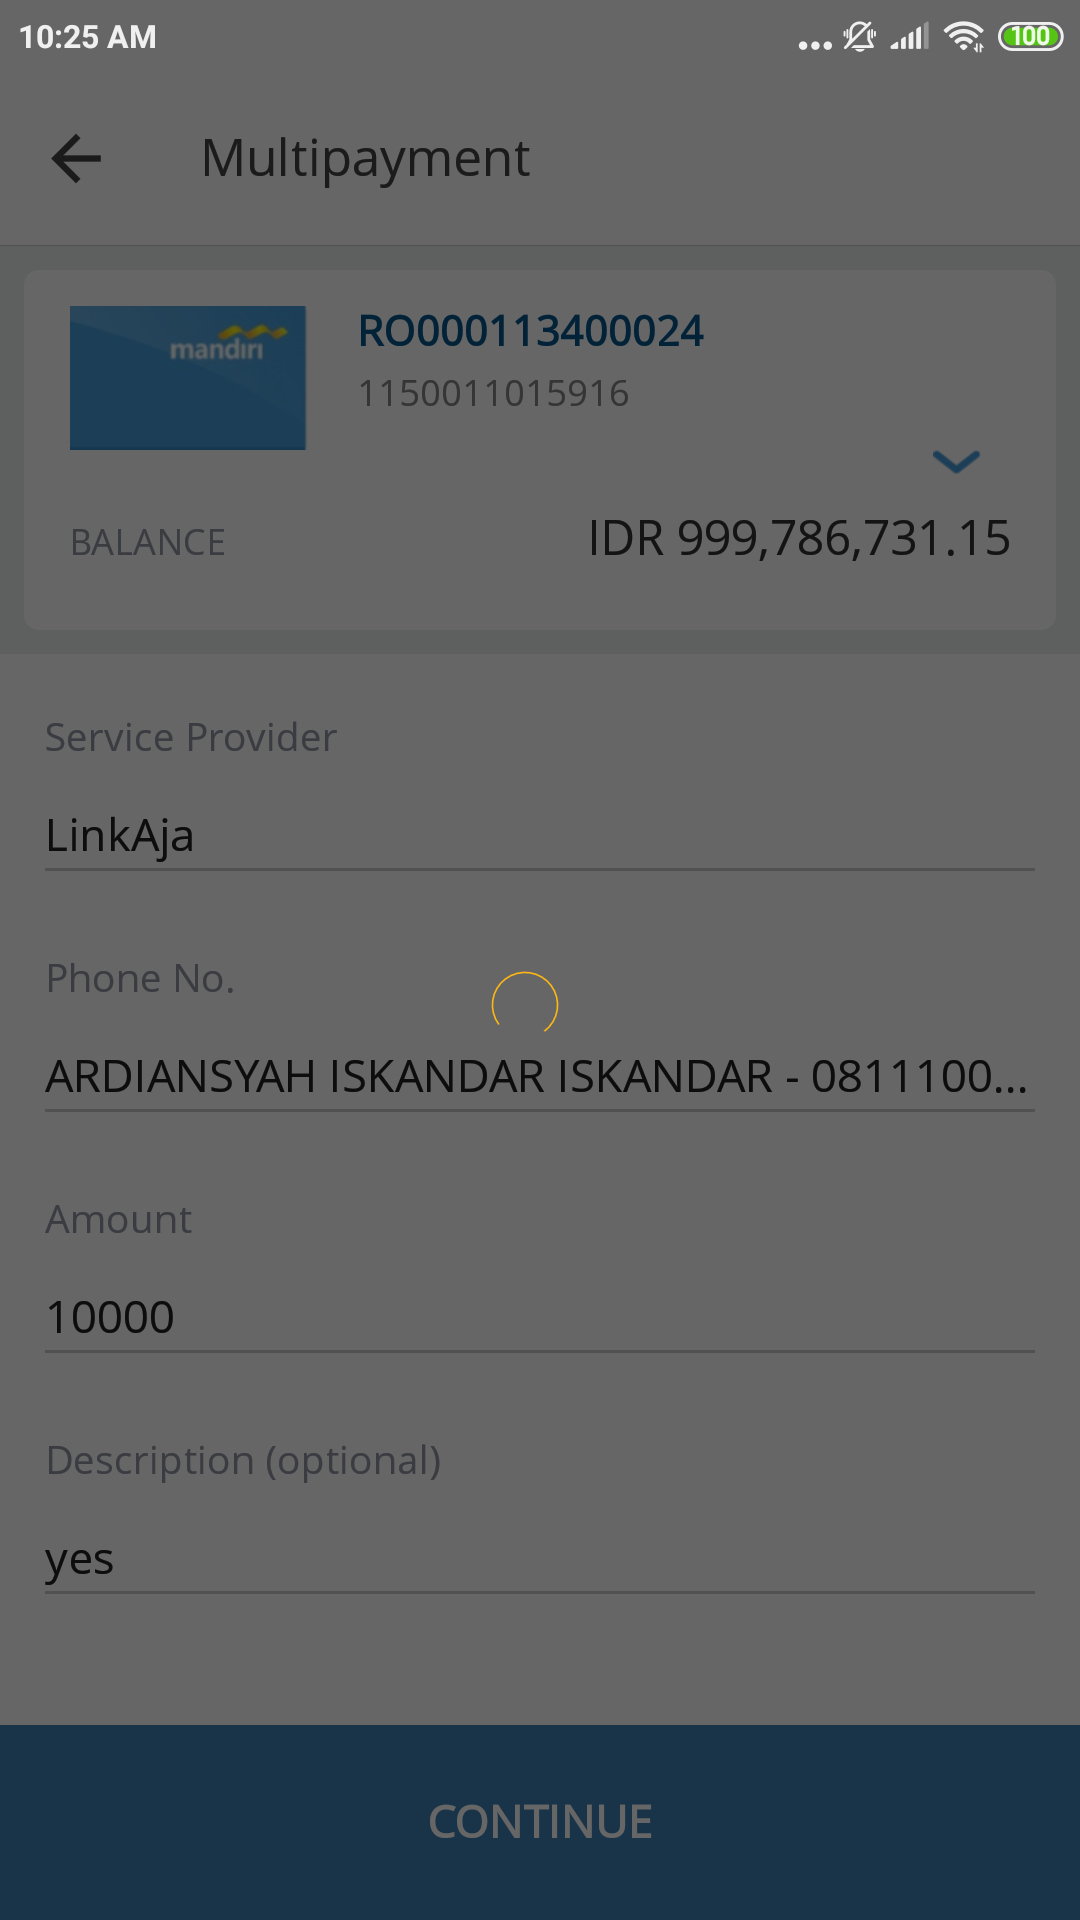 10:25 AM
100
Multipayment
mandiri
RO000113400024
1150011015916
BALANCE
IDR 999,786,731.15
Service Provider
LinkAja
Phone No.
ARDIANSYAH ISKANDAR ISKANDAR - 0811100...
Amount
10000
Description (optional)
yes
CONTINUE